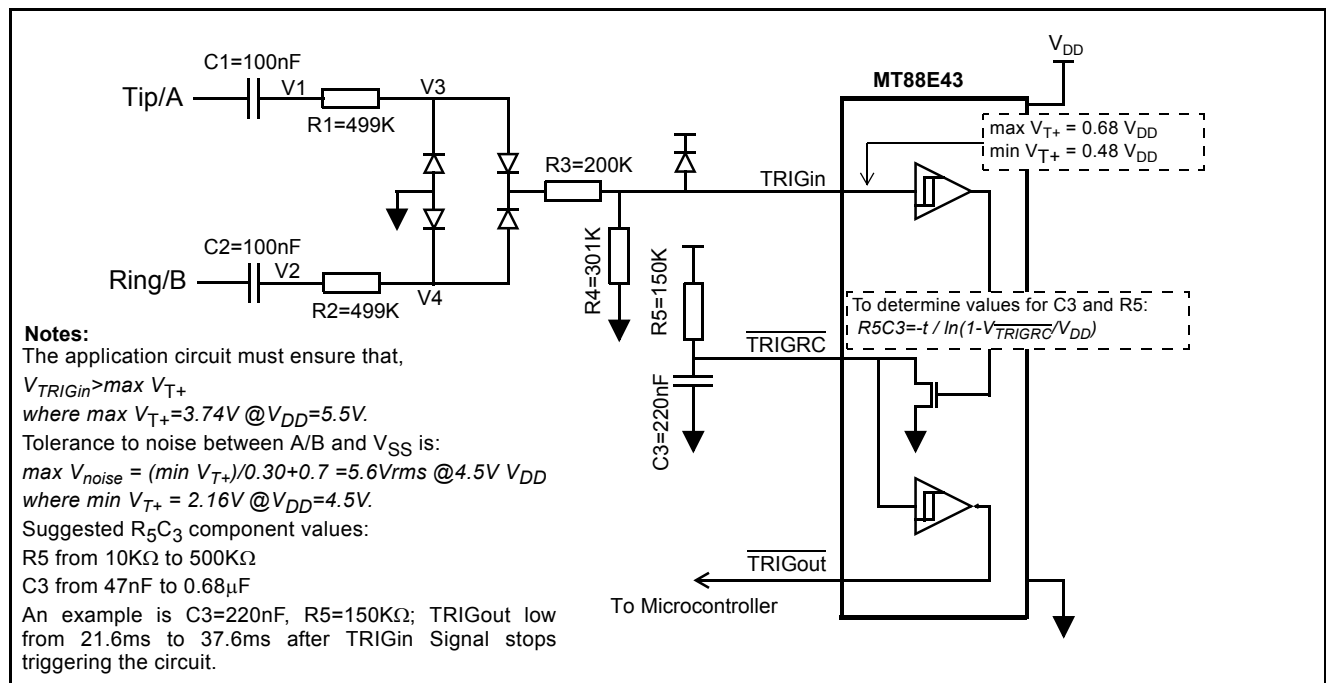 C1=100nF
Tip/A
V1
R1=499K
V3
R3=200K
C2=100nF
Ring/B
V2
R2=499K
V4
R4=301K
R5=150K
C3=220nF
V_DD
MT88E43
max V_T+ = 0.68 V_DD
min V_T+ = 0.48 V_DD
TRIGin
To determine values for C3 and R5:
R5C3=-t / ln(1-V_TRIGRC/V_DD)
TRIGRC
TRIGout
To Microcontroller
Notes:
The application circuit must ensure that,
V_TRIGin>max V_T+
where max V_T+=3.74V @V_DD=5.5V.
Tolerance to noise between A/B and V_SS is:
max V_noise = (min V_T+)/0.30+0.7 =5.6Vrms @4.5V V_DD
where min V_T+ = 2.16V @V_DD=4.5V.
Suggested R_5C_3 component values:
R5 from 10KΩ to 500KΩ
C3 from 47nF to 0.68μF
An example is C3=220nF, R5=150KΩ; TRIGout low
from 21.6ms to 37.6ms after TRIGin Signal stops
triggering the circuit.